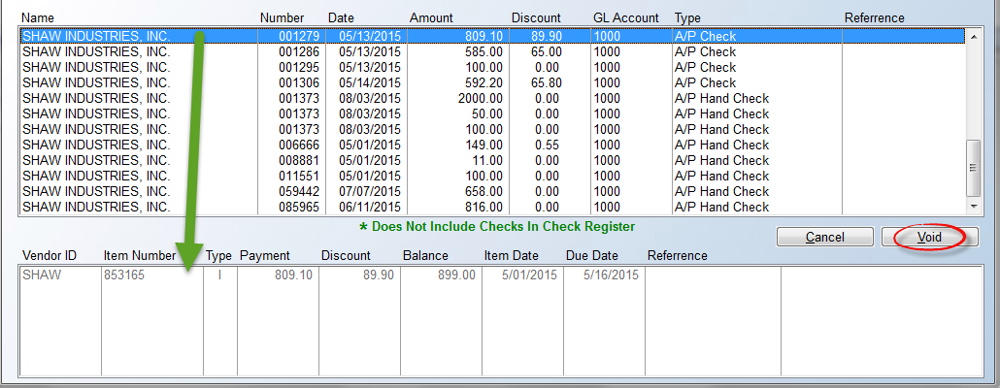 Name Number Date Amount Discount GL Account Type Referrence
SHAW INDUSTRIES, INC. 001279 05/13/2015 809.10 89.90 1000 A/P Check
SHAW INDUSTRIES, INC. 001286 05/13/2015 585.00 65.00 1000 A/P Check
SHAW INDUSTRIES, INC. 001295 05/13/2015 100.00 0.00 1000 A/P Check
SHAW INDUSTRIES, INC. 001306 05/14/2015 592.20 65.80 1000 A/P Check
SHAW INDUSTRIES, INC. 001373 08/03/2015 2000.00 0.00 1000 A/P Hand Check
SHAW INDUSTRIES, INC. 001373 08/03/2015 50.00 0.00 1000 A/P Hand Check
SHAW INDUSTRIES, INC. 001373 08/03/2015 100.00 0.00 1000 A/P Hand Check
SHAW INDUSTRIES, INC. 006666 05/01/2015 149.00 0.55 1000 A/P Hand Check
SHAW INDUSTRIES, INC. 008881 05/01/2015 11.00 0.00 1000 A/P Hand Check
SHAW INDUSTRIES, INC. 011551 05/01/2015 100.00 0.00 1000 A/P Hand Check
SHAW INDUSTRIES, INC. 059442 07/07/2015 658.00 0.00 1000 A/P Hand Check
SHAW INDUSTRIES, INC. 085965 06/11/2015 816.00 0.00 1000 A/P Hand Check
* Does Not Include Checks In Check Register
Cancel Void
Vendor ID Item Number Type Payment Discount Balance Item Date Due Date Referrence
SHAW 853165 I 809.10 89.90 899.00 5/01/2015 5/16/2015